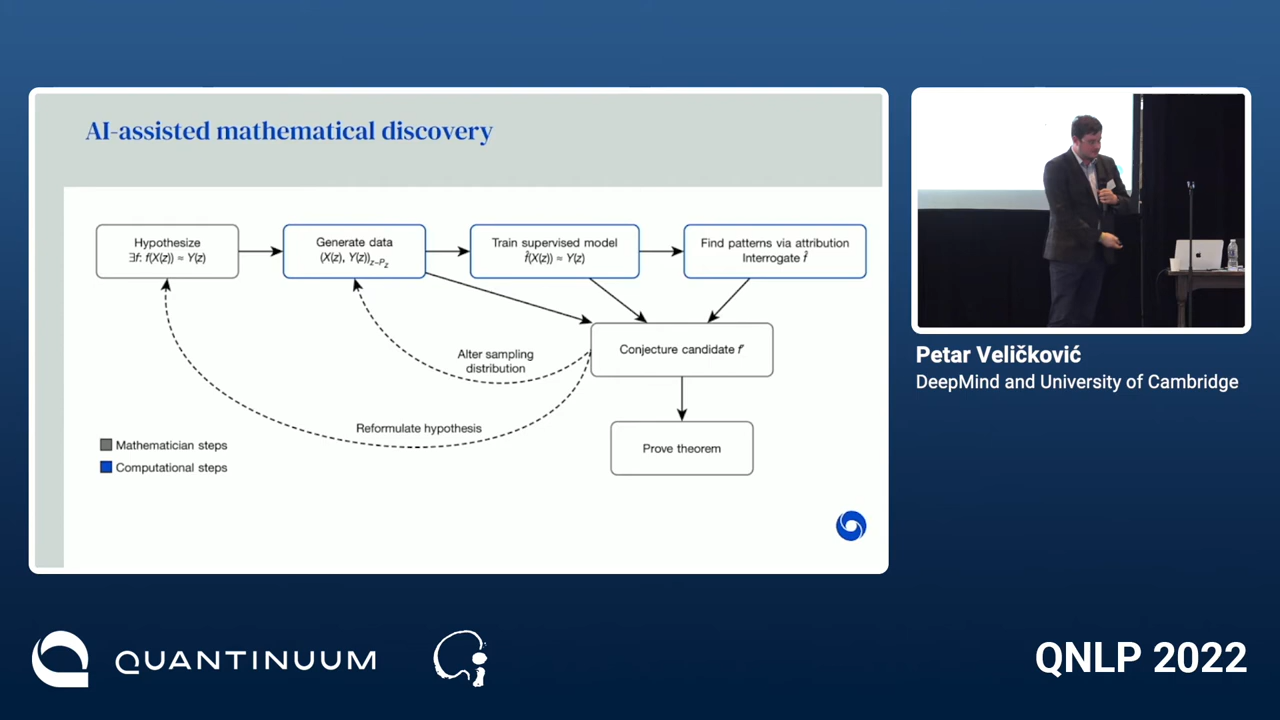 AI-assisted mathematical discovery
Hypothesize
∃f: f(X(z)) ≈ Y(z)
Generate data
(X(z), Y(z))z~Pz
Train supervised model
f̂(X(z)) ≈ Y(z)
Find patterns via attribution
Interrogate f̂
Conjecture candidate f′
Alter sampling
distribution
Reformulate hypothesis
Prove theorem
Mathematician steps
Computational steps
Petar Veličković
DeepMind and University of Cambridge
QUANTINUUM
QNLP 2022